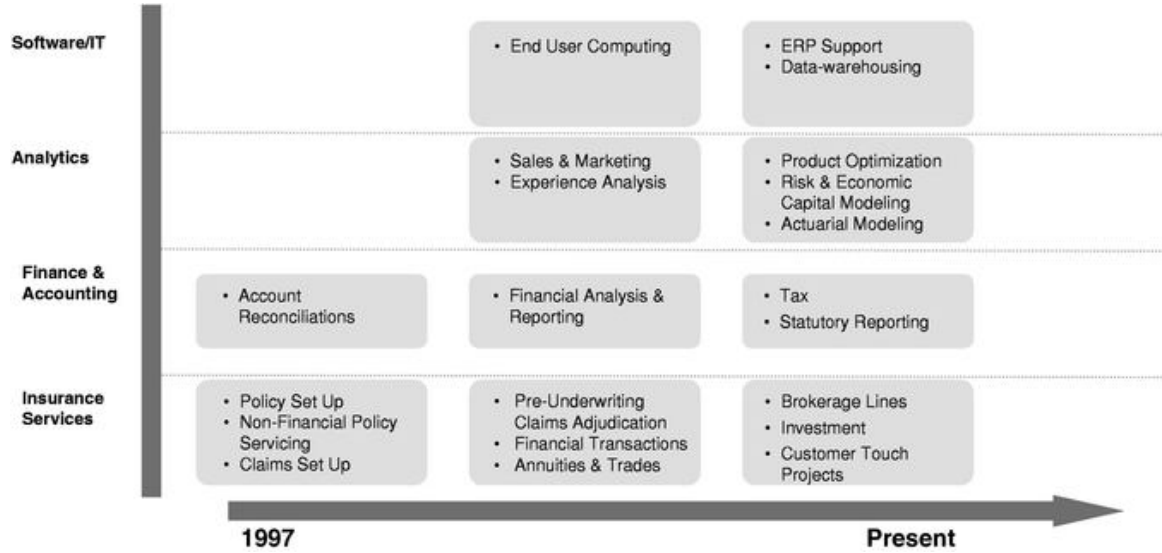 Software/IT
• End User Computing
• ERP Support
• Data-warehousing
Analytics
• Sales & Marketing
• Experience Analysis
• Product Optimization
• Risk & Economic
Capital Modeling
• Actuarial Modeling
Finance &
Accounting
• Account
Reconciliations
• Financial Analysis &
Reporting
• Tax
• Statutory Reporting
Insurance
Services
• Policy Set Up
• Non-Financial Policy
Servicing
• Claims Set Up
• Pre-Underwriting
Claims Adjudication
• Financial Transactions
• Annuities & Trades
• Brokerage Lines
• Investment
• Customer Touch
Projects
1997
Present